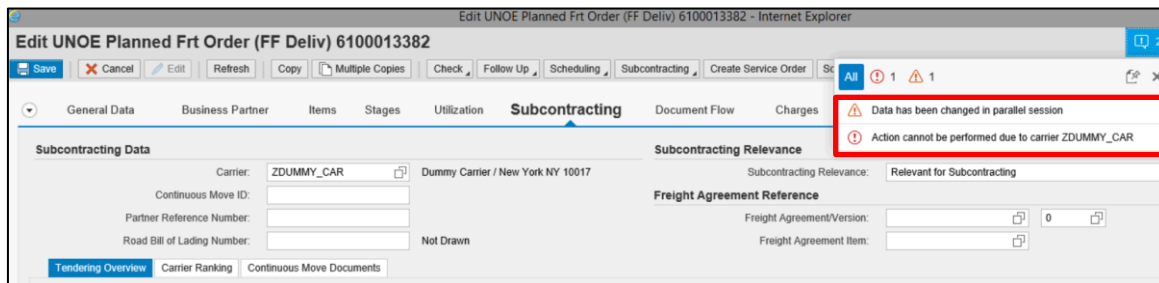 Edit UNOE Planned Frt Order (FF Deliv) 6100013382 - Internet Explorer
Edit UNOE Planned Frt Order (FF Deliv) 6100013382
Save Cancel Edit Refresh Copy Multiple Copies Check Follow Up Scheduling Subcontracting Create Service Order
All 1 1
General Data Business Partner Items Stages Utilization Subcontracting Document Flow Charges
Data has been changed in parallel session
Action cannot be performed due to carrier ZDUMMY_CAR
Subcontracting Data
Carrier: ZDUMMY_CAR Dummy Carrier / New York NY 10017
Continuous Move ID:
Partner Reference Number:
Road Bill of Lading Number: Not Drawn
Subcontracting Relevance
Subcontracting Relevance: Relevant for Subcontracting
Freight Agreement Reference
Freight Agreement/Version: 0
Freight Agreement Item:
Tendering Overview Carrier Ranking Continuous Move Documents